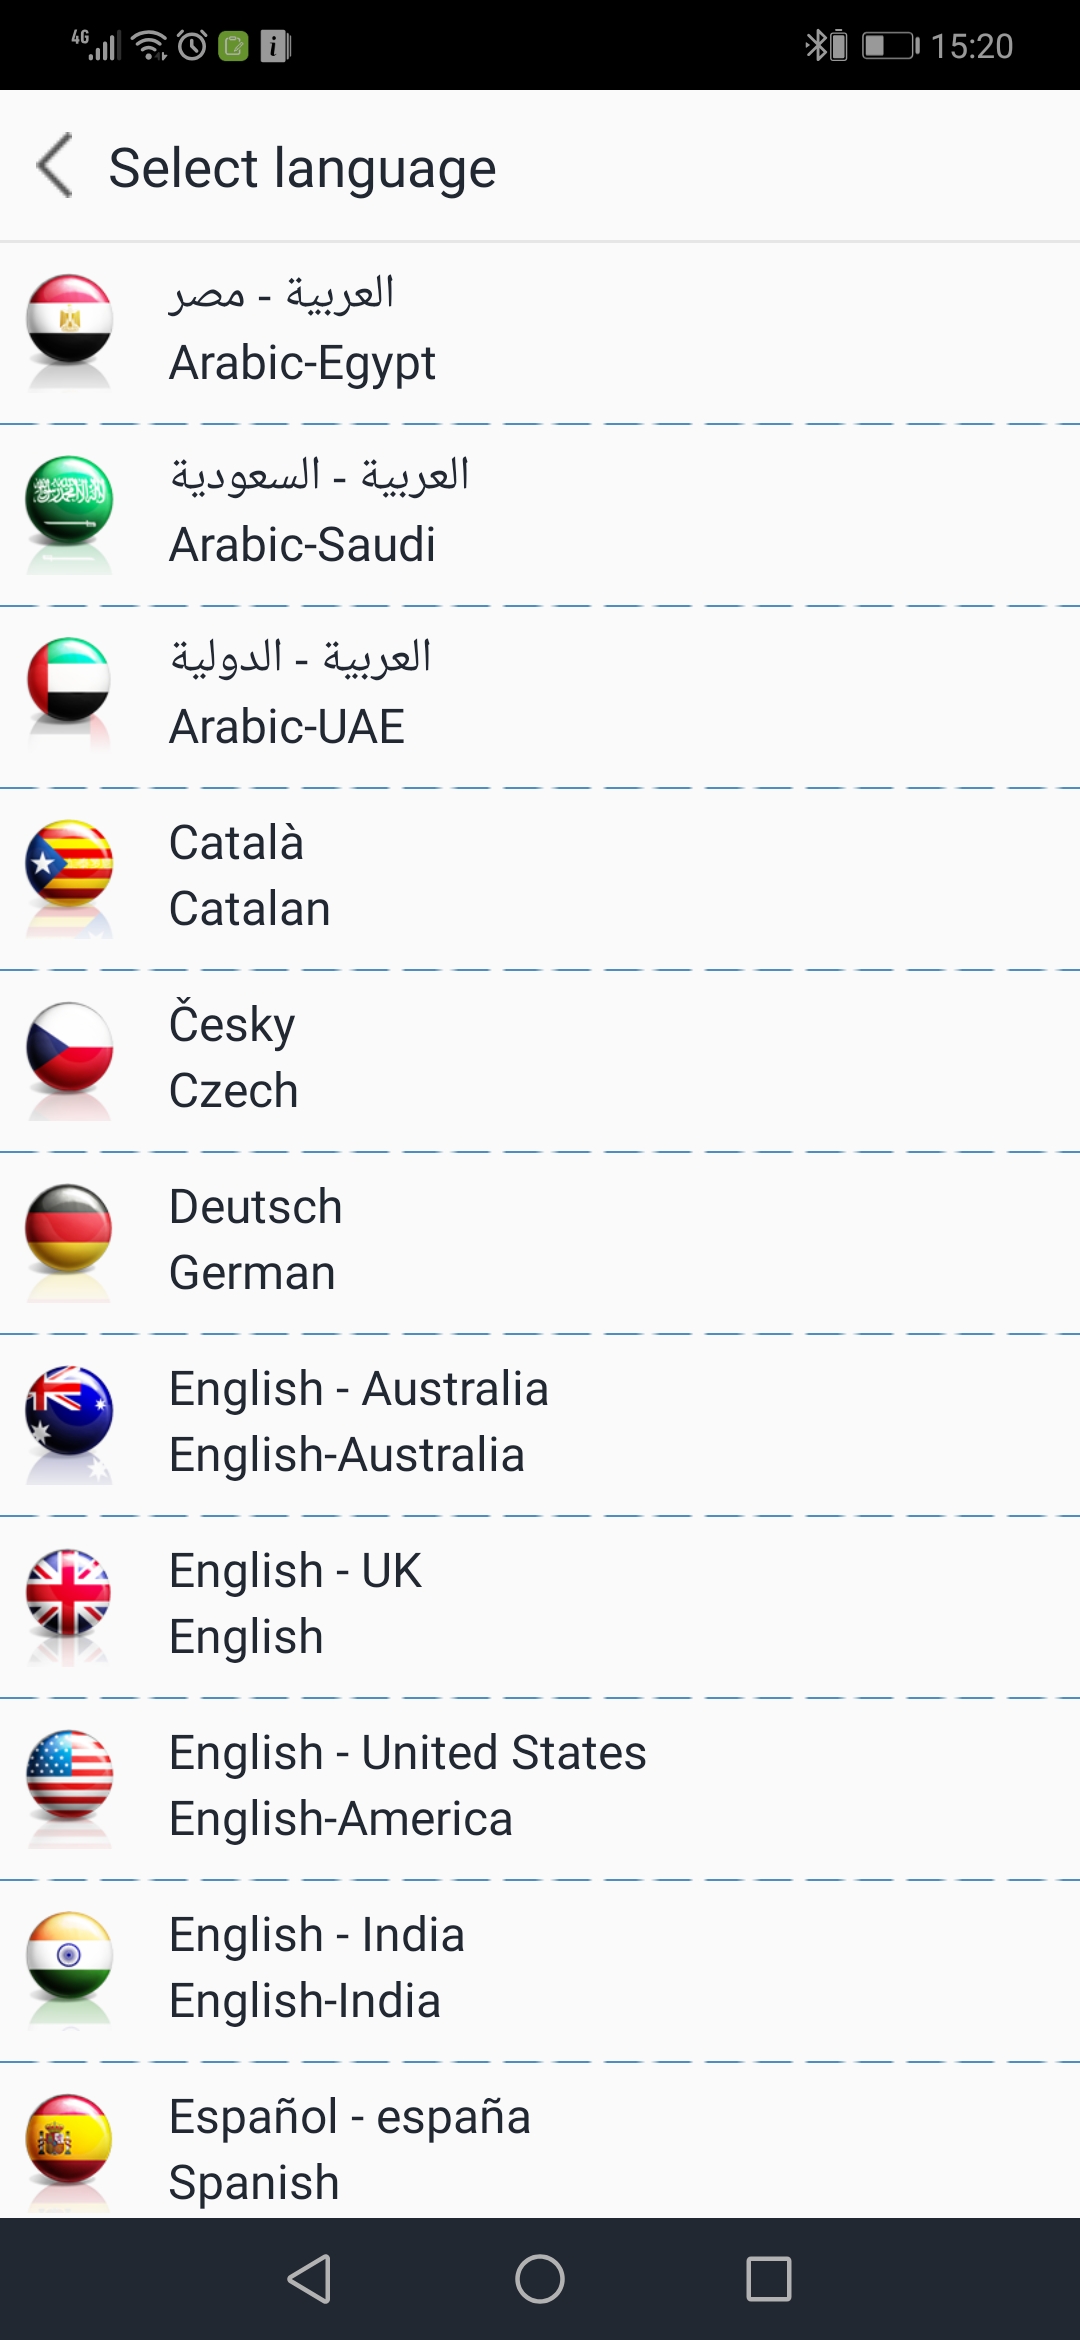 4G 15:20
Select language
العربية - مصر
Arabic-Egypt
العربية - السعودية
Arabic-Saudi
العربية - الدولية
Arabic-UAE
Català
Catalan
Česky
Czech
Deutsch
German
English - Australia
English-Australia
English - UK
English
English - United States
English-America
English - India
English-India
Español - españa
Spanish